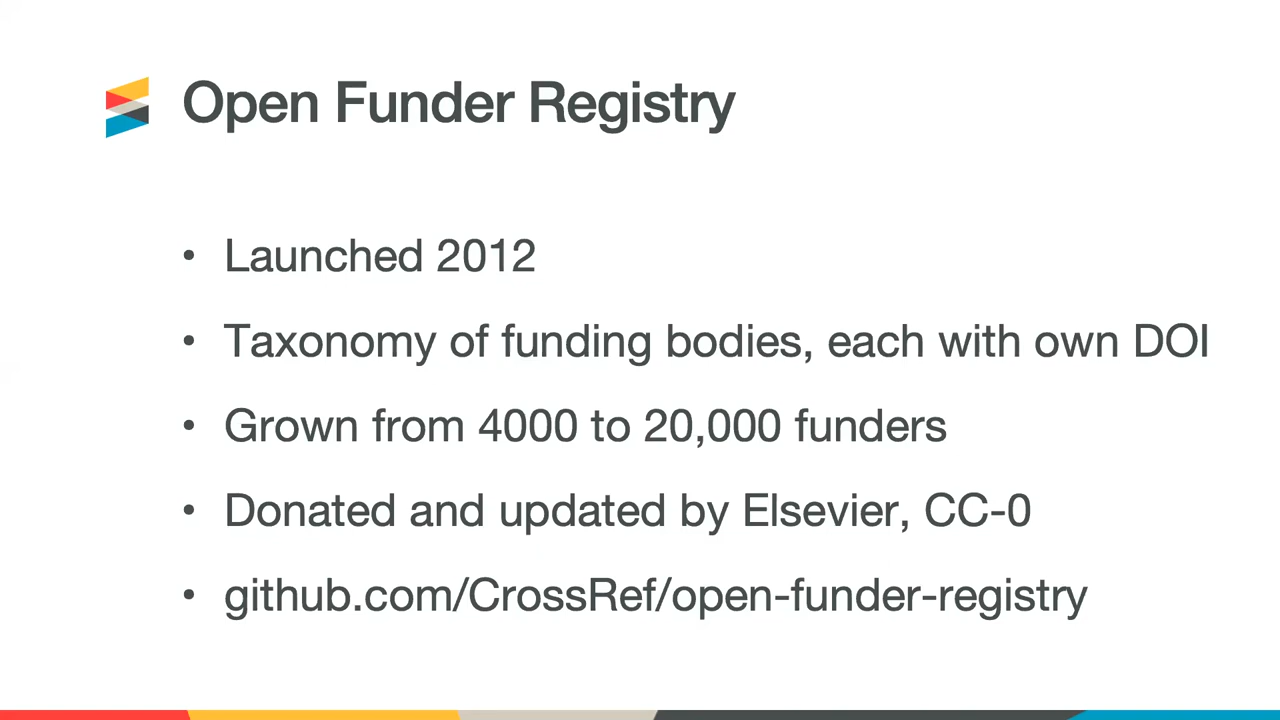 Open Funder Registry
• Launched 2012
• Taxonomy of funding bodies, each with own DOI
• Grown from 4000 to 20,000 funders
• Donated and updated by Elsevier, CC-0
• github.com/CrossRef/open-funder-registry